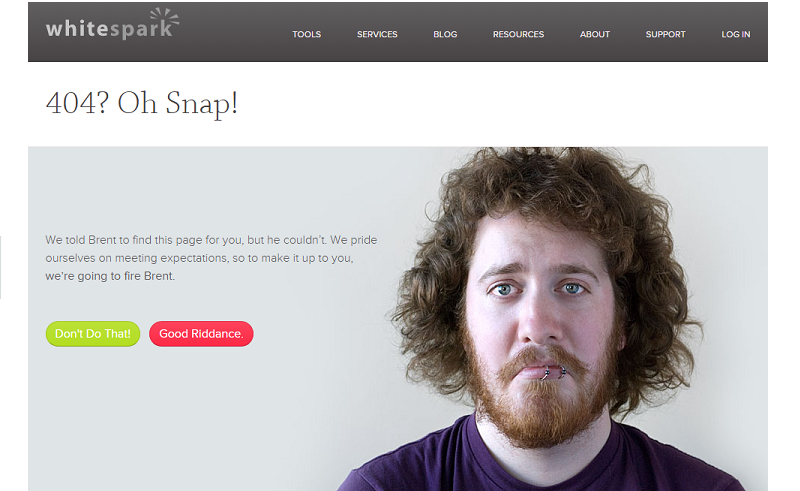 whitespark
TOOLS SERVICES BLOG RESOURCES ABOUT SUPPORT LOG IN
404? Oh Snap!
We told Brent to find this page for you, but he couldn't. We pride
ourselves on meeting expectations, so to make it up to you,
we're going to fire Brent.
Don't Do That! Good Riddance.